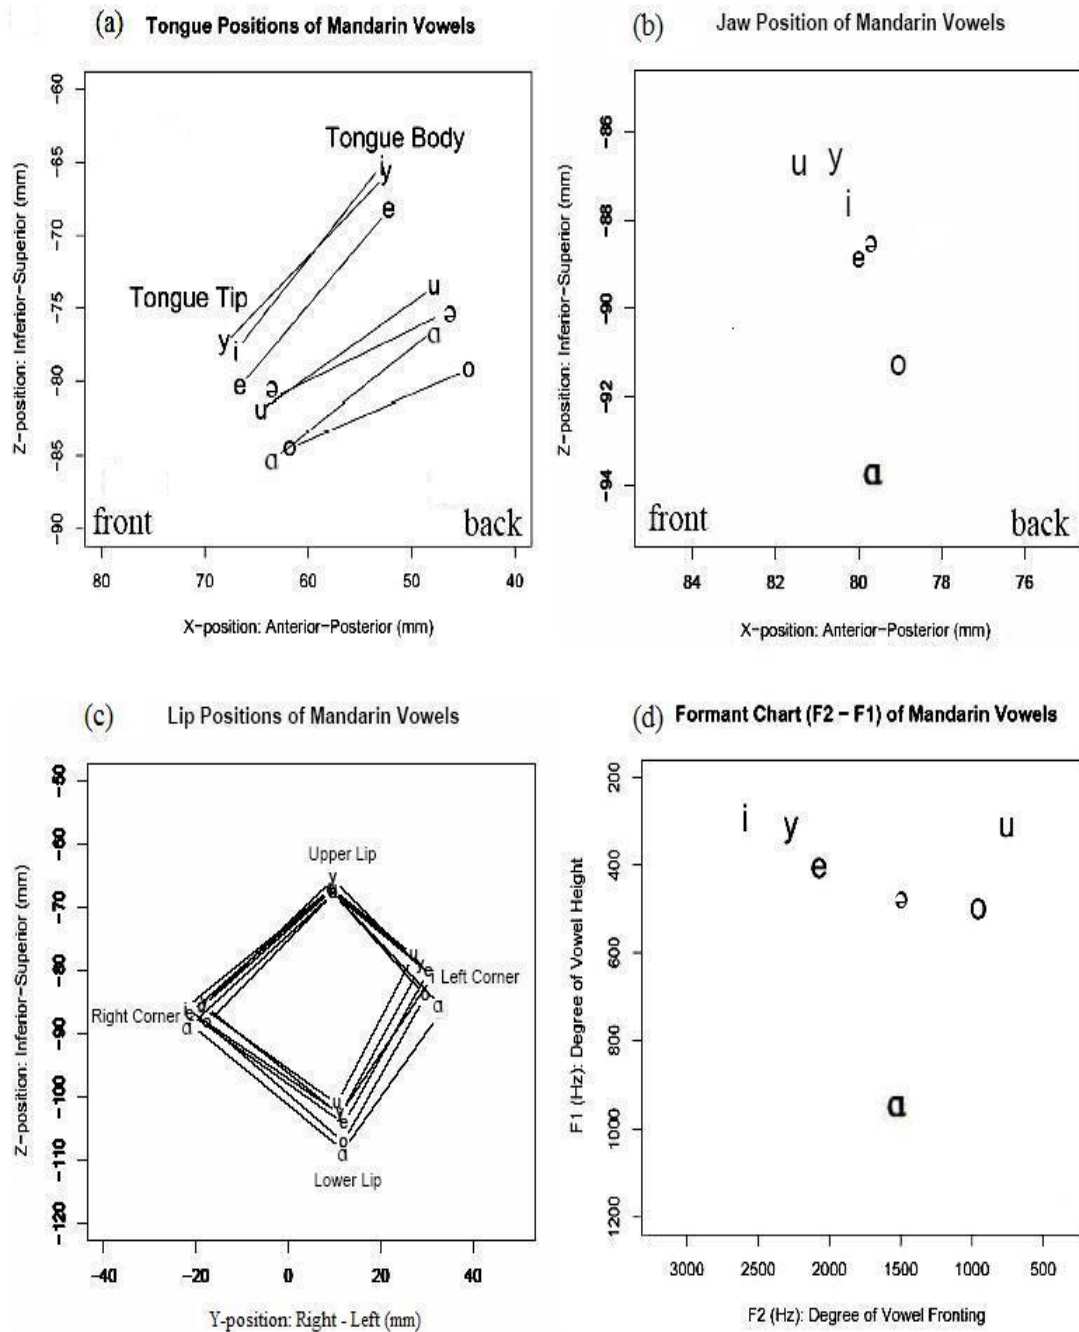 (a) Tongue Positions of Mandarin Vowels
Z-position: Inferior-Superior (mm)
-60
-65
-70
-75
-80
-85
-90
Tongue Body
i
y
e
Tongue Tip
y
i
e
u
ə
ɑ
o
ə
u
o
ɑ
front back
80 70 60 50 40
X-position: Anterior-Posterior (mm)
(b) Jaw Position of Mandarin Vowels
Z-position: Inferior-Superior (mm)
-86
-88
-90
-92
-94
u y
i
e ə
o
ɑ
front back
84 82 80 78 76
X-position: Anterior-Posterior (mm)
(c) Lip Positions of Mandarin Vowels
Z-position: Inferior-Superior (mm)
-50
-60
-70
-80
-90
-100
-110
-120
Upper Lip
y
u
y e
i Left Corner
ɑ
Right Corner
i
e
ɑ
u
y
e
o
ɑ
Lower Lip
-40 -20 0 20 40
Y-position: Right - Left (mm)
(d) Formant Chart (F2 - F1) of Mandarin Vowels
F1 (Hz): Degree of Vowel Height
200
400
600
800
1000
1200
i y u
e
ə o
ɑ
3000 2500 2000 1500 1000 500
F2 (Hz): Degree of Vowel Fronting